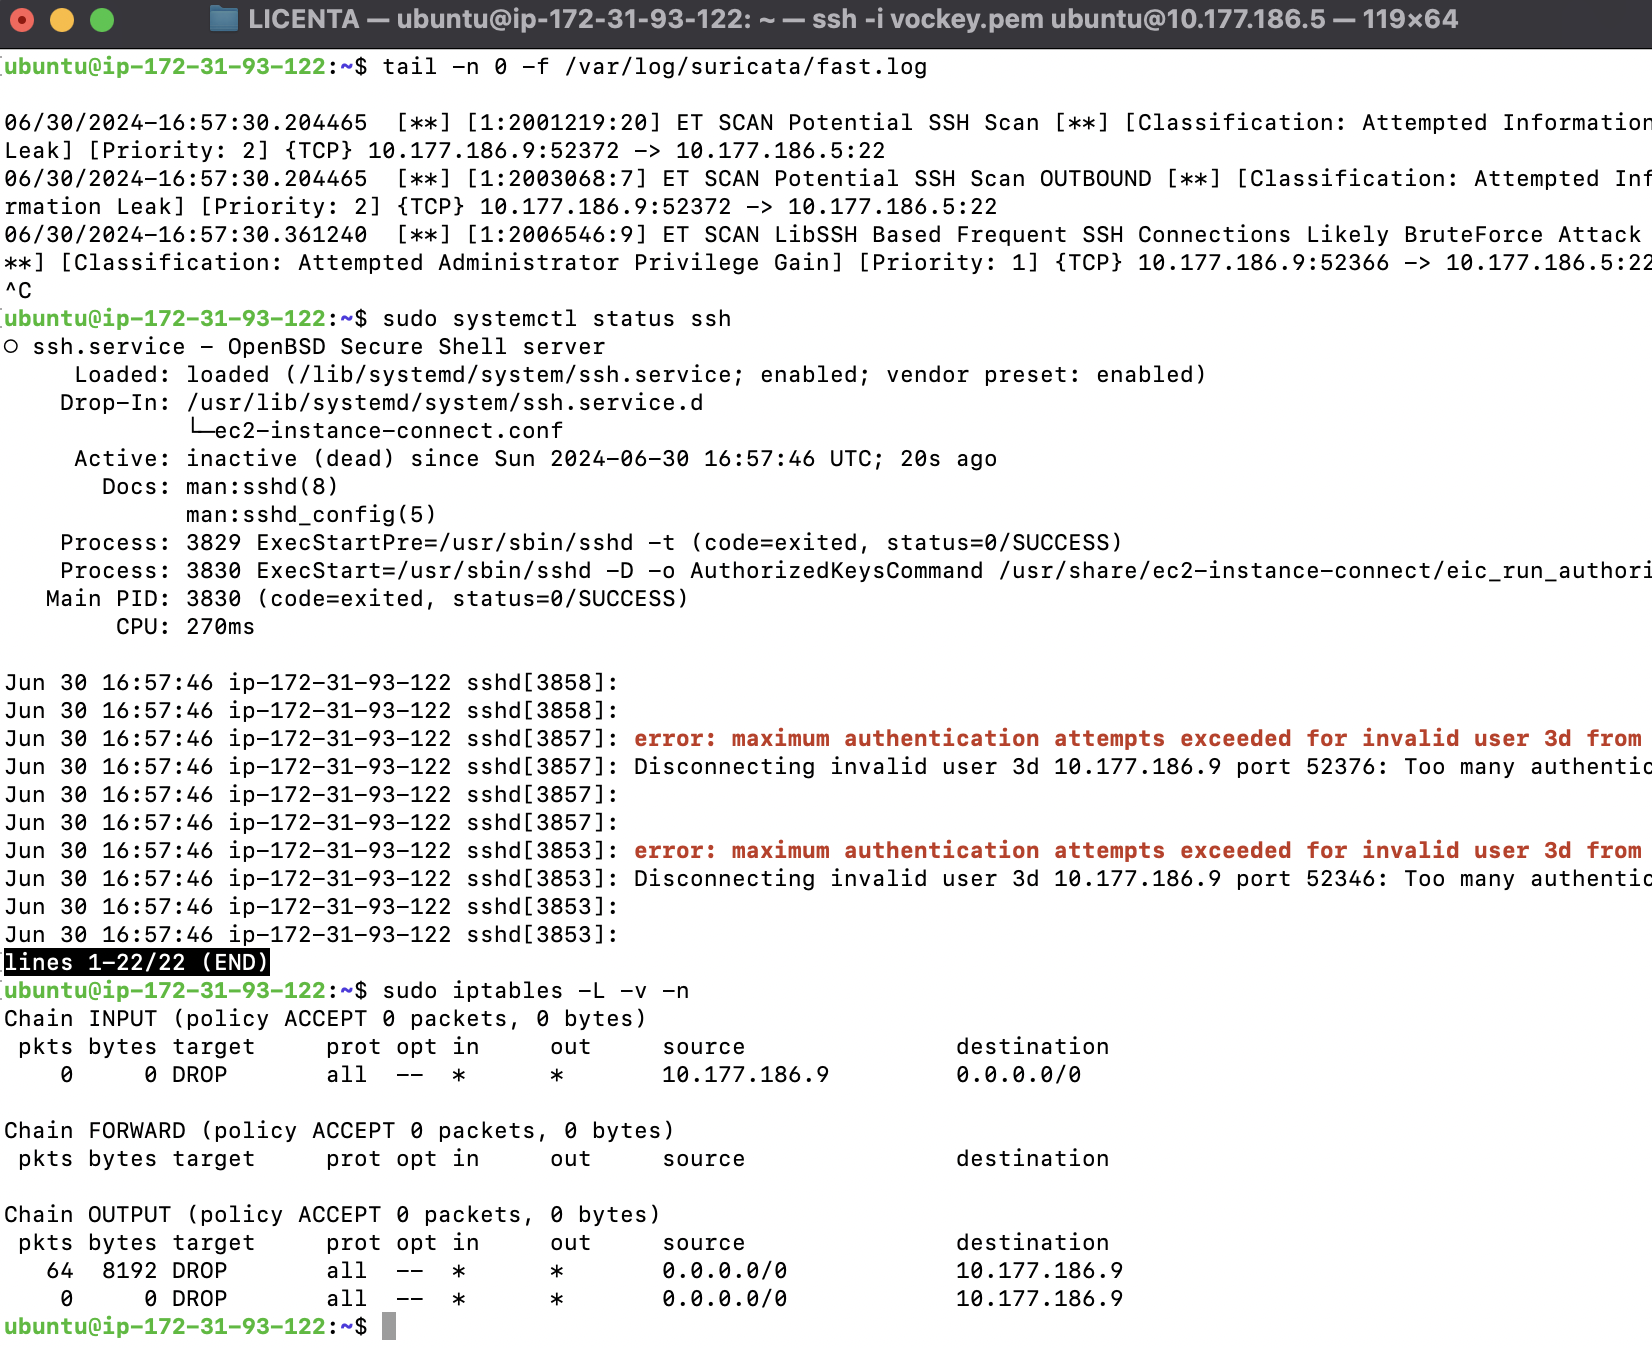 LICENTA — ubuntu@ip-172-31-93-122: ~ — ssh -i vockey.pem ubuntu@10.177.186.5 — 119×64
ubuntu@ip-172-31-93-122:~$ tail -n 0 -f /var/log/suricata/fast.log
06/30/2024-16:57:30.204465  [**] [1:2001219:20] ET SCAN Potential SSH Scan [**] [Classification: Attempted Information
Leak] [Priority: 2] {TCP} 10.177.186.9:52372 -> 10.177.186.5:22
06/30/2024-16:57:30.204465  [**] [1:2003068:7] ET SCAN Potential SSH Scan OUTBOUND [**] [Classification: Attempted Inf
rmation Leak] [Priority: 2] {TCP} 10.177.186.9:52372 -> 10.177.186.5:22
06/30/2024-16:57:30.361240  [**] [1:2006546:9] ET SCAN LibSSH Based Frequent SSH Connections Likely BruteForce Attack
**] [Classification: Attempted Administrator Privilege Gain] [Priority: 1] {TCP} 10.177.186.9:52366 -> 10.177.186.5:22
^C
ubuntu@ip-172-31-93-122:~$ sudo systemctl status ssh
○ ssh.service - OpenBSD Secure Shell server
     Loaded: loaded (/lib/systemd/system/ssh.service; enabled; vendor preset: enabled)
    Drop-In: /usr/lib/systemd/system/ssh.service.d
             └─ec2-instance-connect.conf
     Active: inactive (dead) since Sun 2024-06-30 16:57:46 UTC; 20s ago
       Docs: man:sshd(8)
             man:sshd_config(5)
    Process: 3829 ExecStartPre=/usr/sbin/sshd -t (code=exited, status=0/SUCCESS)
    Process: 3830 ExecStart=/usr/sbin/sshd -D -o AuthorizedKeysCommand /usr/share/ec2-instance-connect/eic_run_authori
   Main PID: 3830 (code=exited, status=0/SUCCESS)
        CPU: 270ms
Jun 30 16:57:46 ip-172-31-93-122 sshd[3858]:
Jun 30 16:57:46 ip-172-31-93-122 sshd[3858]:
Jun 30 16:57:46 ip-172-31-93-122 sshd[3857]: error: maximum authentication attempts exceeded for invalid user 3d from
Jun 30 16:57:46 ip-172-31-93-122 sshd[3857]: Disconnecting invalid user 3d 10.177.186.9 port 52376: Too many authentic
Jun 30 16:57:46 ip-172-31-93-122 sshd[3857]:
Jun 30 16:57:46 ip-172-31-93-122 sshd[3857]:
Jun 30 16:57:46 ip-172-31-93-122 sshd[3853]: error: maximum authentication attempts exceeded for invalid user 3d from
Jun 30 16:57:46 ip-172-31-93-122 sshd[3853]: Disconnecting invalid user 3d 10.177.186.9 port 52346: Too many authentic
Jun 30 16:57:46 ip-172-31-93-122 sshd[3853]:
Jun 30 16:57:46 ip-172-31-93-122 sshd[3853]:
lines 1-22/22 (END)
ubuntu@ip-172-31-93-122:~$ sudo iptables -L -v -n
Chain INPUT (policy ACCEPT 0 packets, 0 bytes)
 pkts bytes target     prot opt in     out     source               destination
    0     0 DROP       all  --  *      *       10.177.186.9         0.0.0.0/0
Chain FORWARD (policy ACCEPT 0 packets, 0 bytes)
 pkts bytes target     prot opt in     out     source               destination
Chain OUTPUT (policy ACCEPT 0 packets, 0 bytes)
 pkts bytes target     prot opt in     out     source               destination
   64  8192 DROP       all  --  *      *       0.0.0.0/0            10.177.186.9
    0     0 DROP       all  --  *      *       0.0.0.0/0            10.177.186.9
ubuntu@ip-172-31-93-122:~$